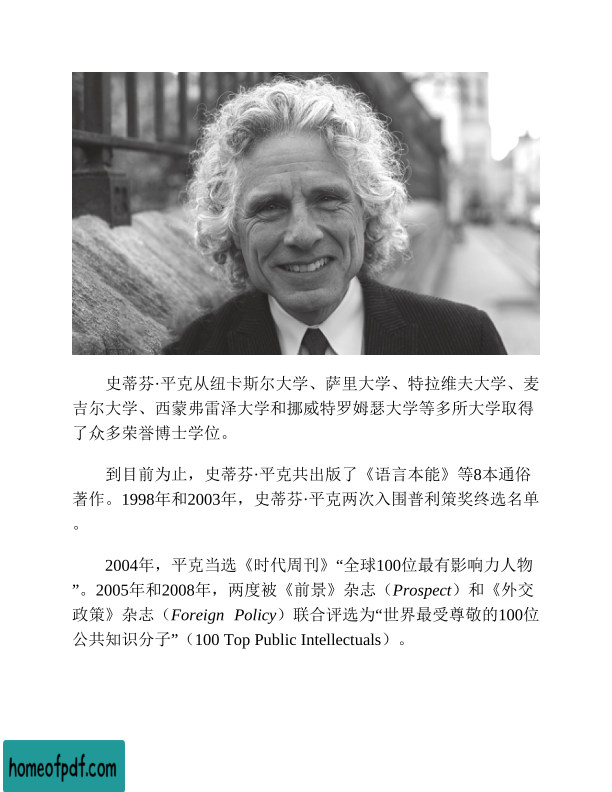 史蒂芬·平克从纽卡斯尔大学、萨里大学、特拉维夫大学、麦
吉尔大学、西蒙弗雷泽大学和挪威特罗姆瑟大学等多所大学取得
了众多荣誉博士学位。
到目前为止，史蒂芬·平克共出版了《语言本能》等8本通俗
著作。1998年和2003年，史蒂芬·平克两次入围普利策奖终选名单
。
2004年，平克当选《时代周刊》“全球100位最有影响力人物
”。2005年和2008年，两度被《前景》杂志（Prospect）和《外交
政策》杂志（Foreign Policy）联合评选为“世界最受尊敬的100位
公共知识分子”（100 Top Public Intellectuals）。
homeofpdf.com